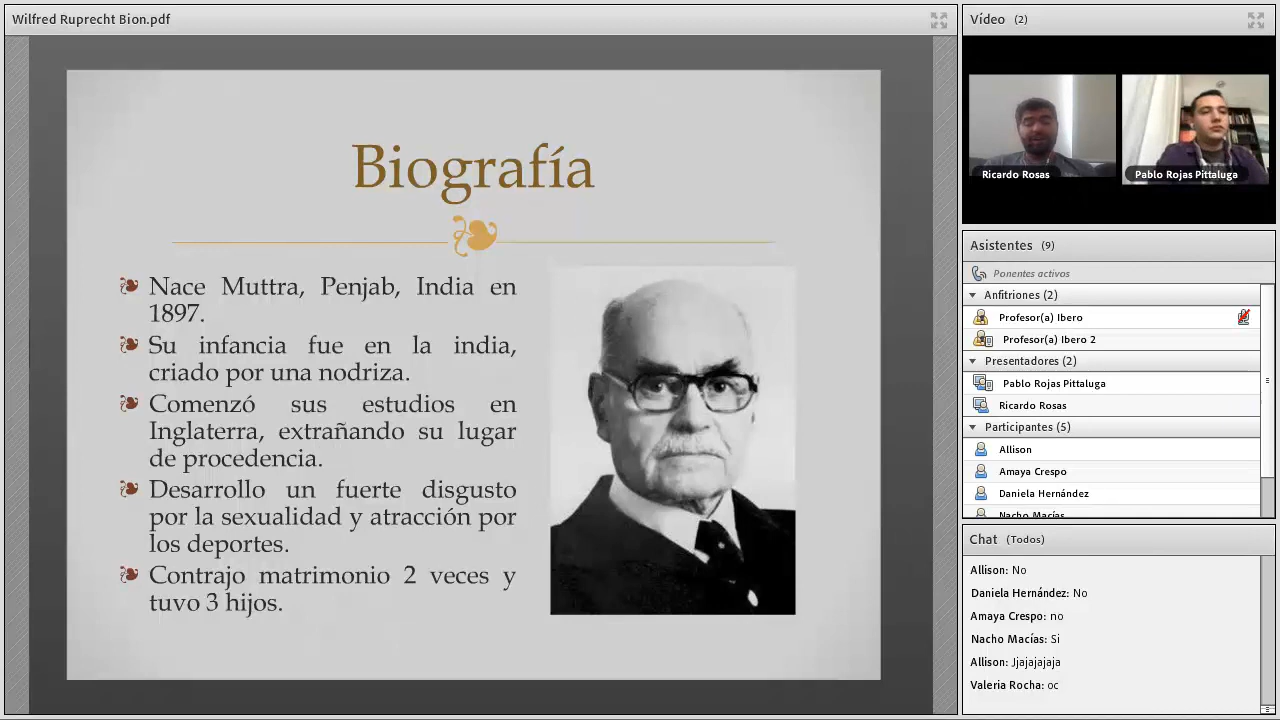 Wilfred Ruprecht Bion.pdf
Biografía
Nace Muttra, Penjab, India en
1897.
Su infancia fue en la india,
criado por una nodriza.
Comenzó sus estudios en
Inglaterra, extrañando su lugar
de procedencia.
Desarrollo un fuerte disgusto
por la sexualidad y atracción por
los deportes.
Contrajo matrimonio 2 veces y
tuvo 3 hijos.
Vídeo (2)
Ricardo Rosas
Pablo Rojas Pittaluga
Asistentes (9)
Ponentes activos
Anfitriones (2)
Profesor(a) Ibero
Profesor(a) Ibero 2
Presentadores (2)
Pablo Rojas Pittaluga
Ricardo Rosas
Participantes (5)
Allison
Amaya Crespo
Daniela Hernández
Nacho Macías
Chat (Todos)
Allison: No
Daniela Hernández: No
Amaya Crespo: no
Nacho Macías: Si
Allison: Jjajajajaja
Valeria Rocha: oc